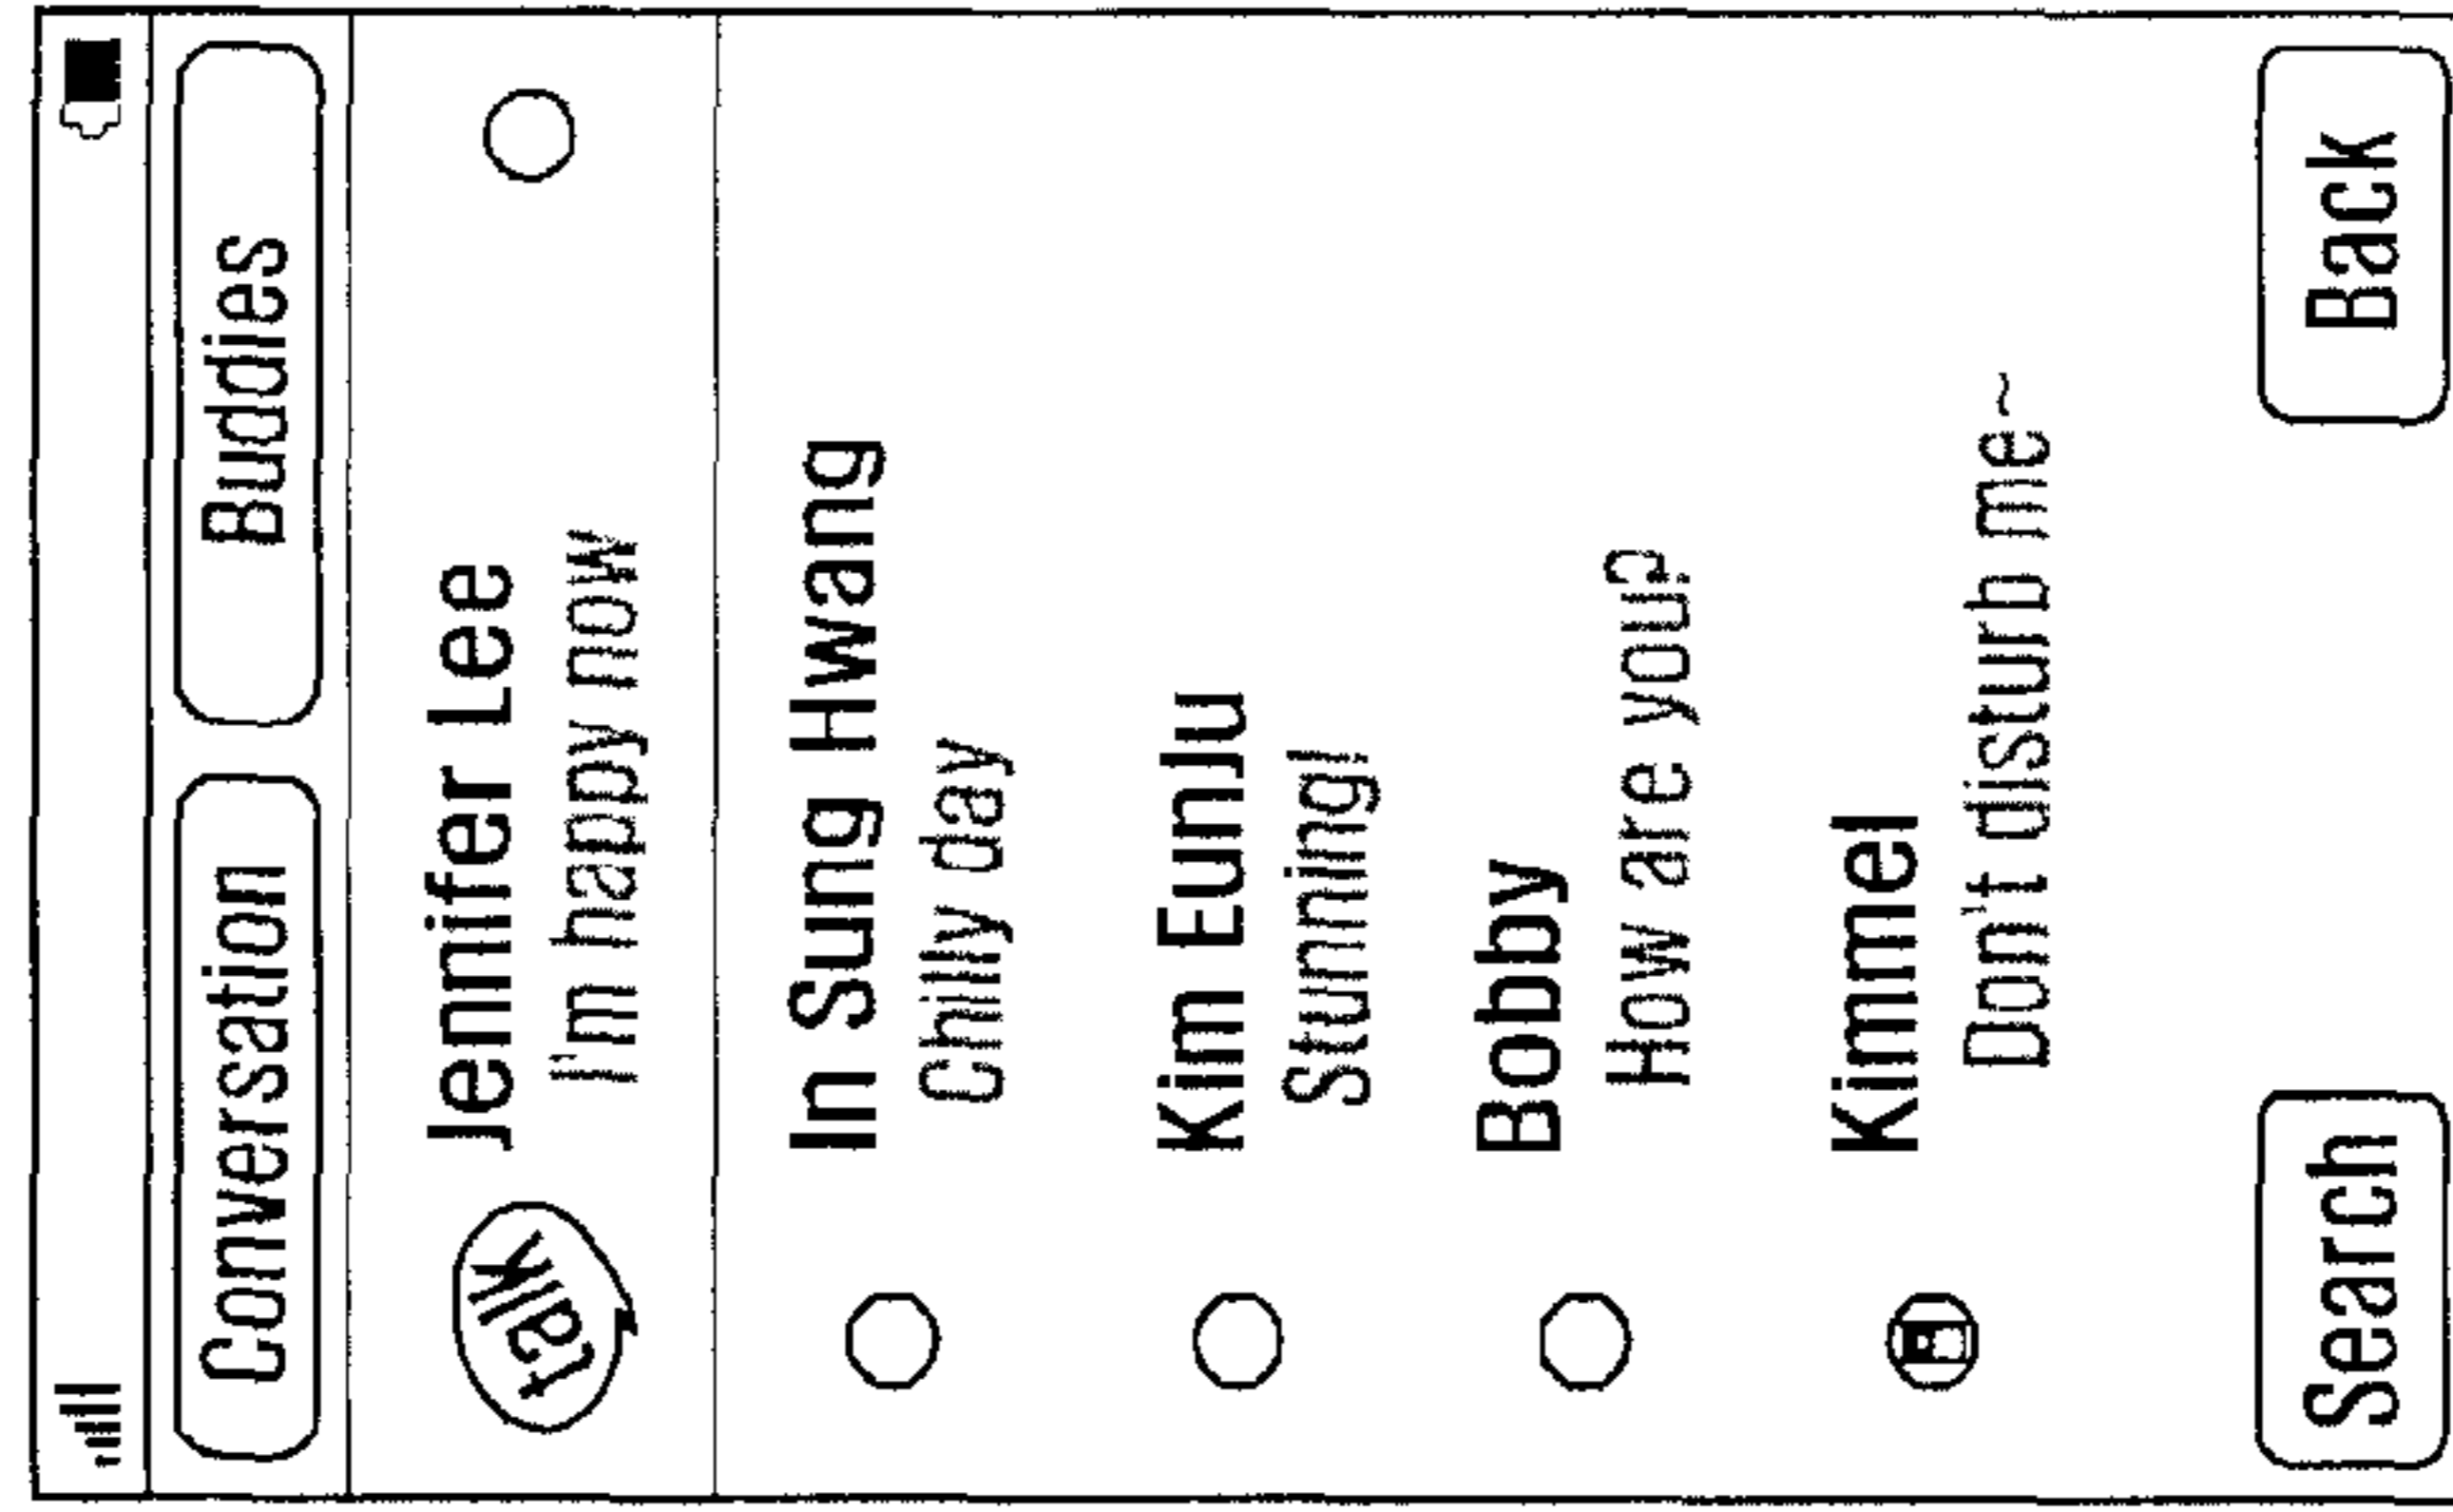 Conversation Buddies
talk
Jennifer Lee
I'm happy now
In Sung Hwang
Chilly day
Kim EunJu
Stunning!
Bobby
How are you?
Kimmel
Don't disturb me~
Search Back